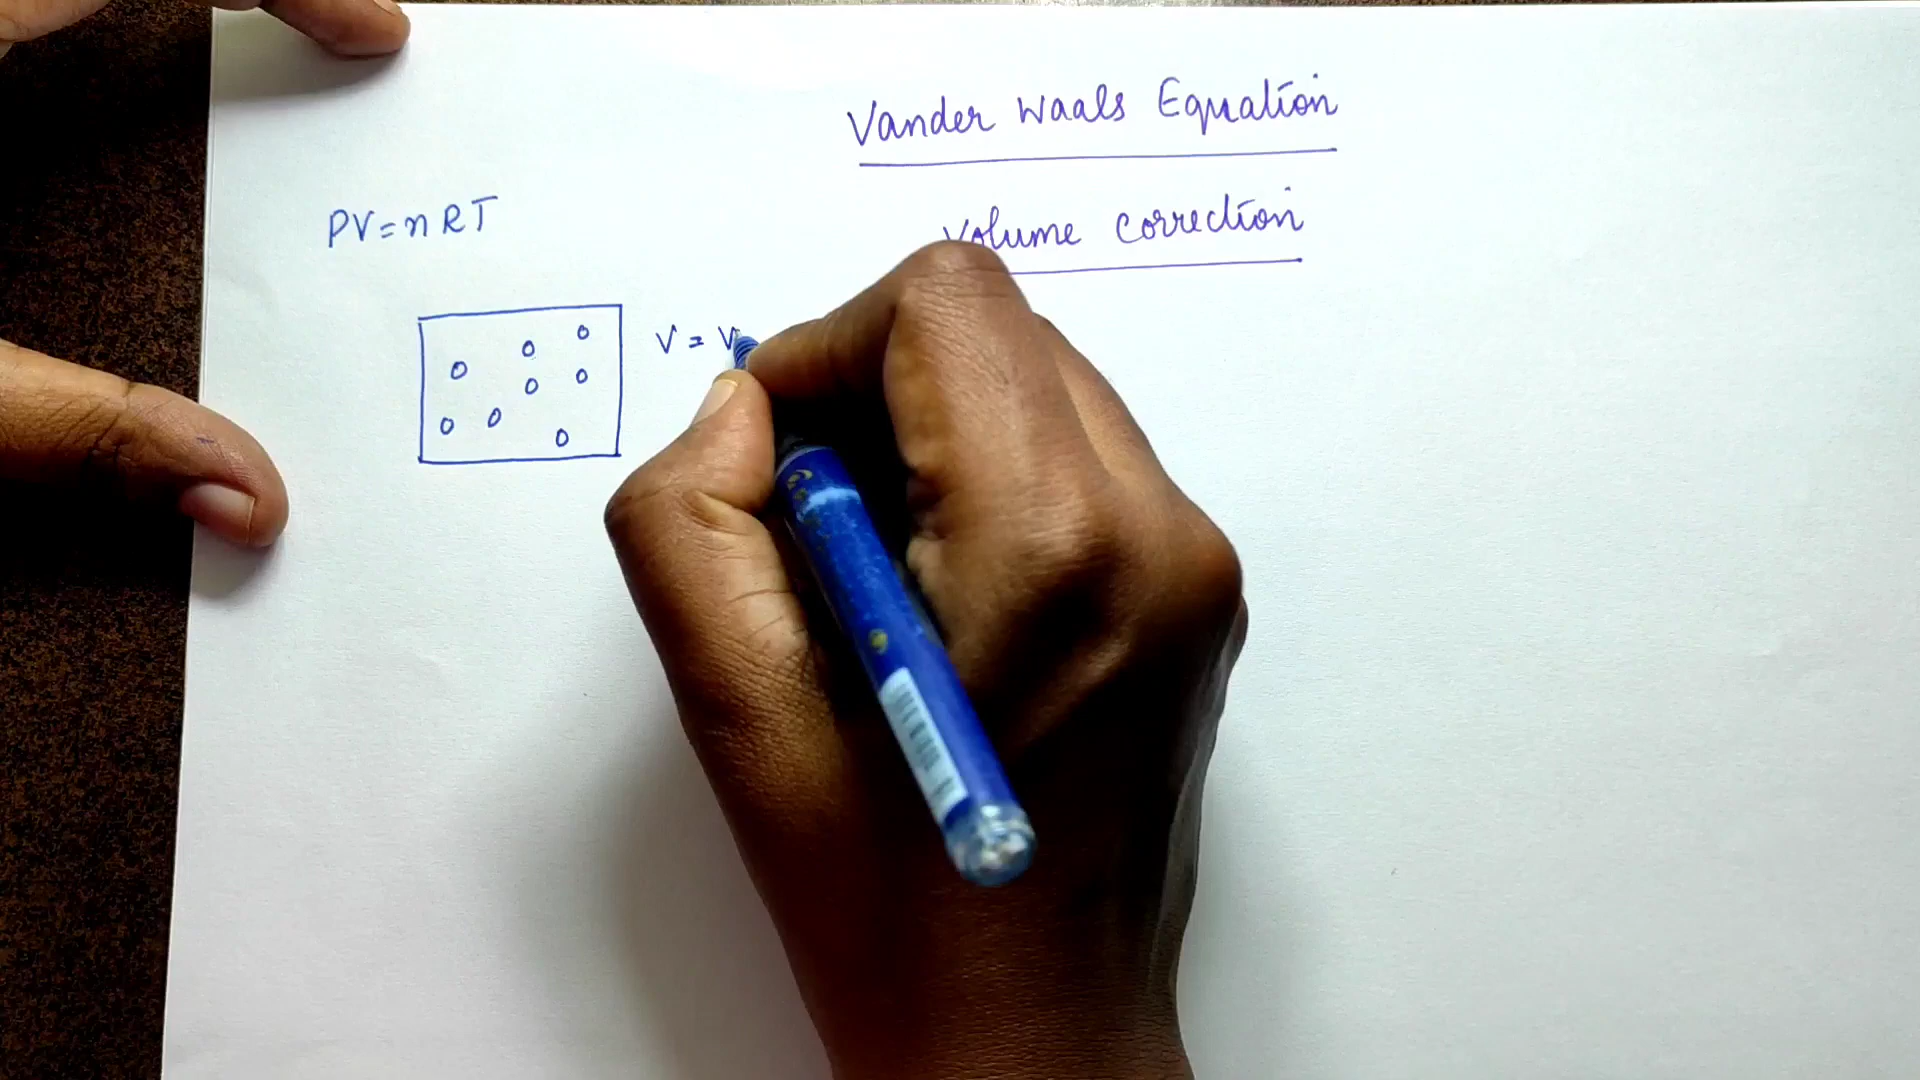 Vander Waals Equation
Volume correction
PV=nRT
V = V